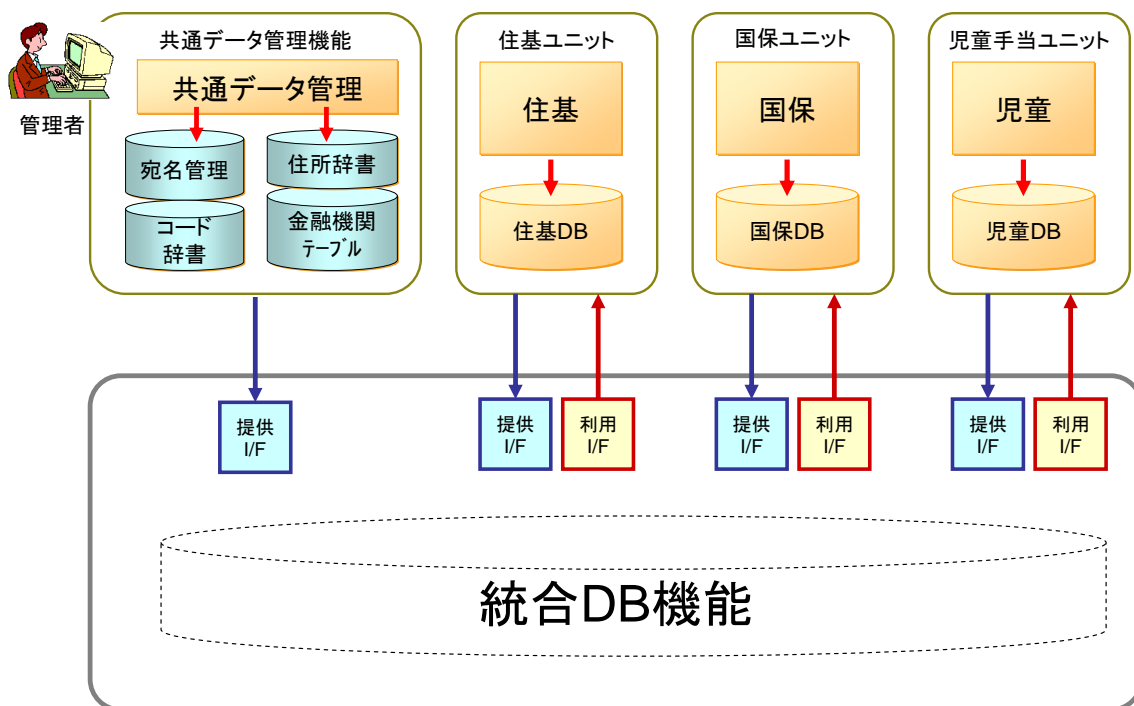 管理者
共通データ管理機能
共通データ管理
宛名管理
住所辞書
コード
辞書
金融機関
テーブル
住基ユニット
住基
住基DB
国保ユニット
国保
国保DB
児童手当ユニット
児童
児童DB
提供
I/F
提供
I/F
利用
I/F
提供
I/F
利用
I/F
提供
I/F
利用
I/F
統合DB機能